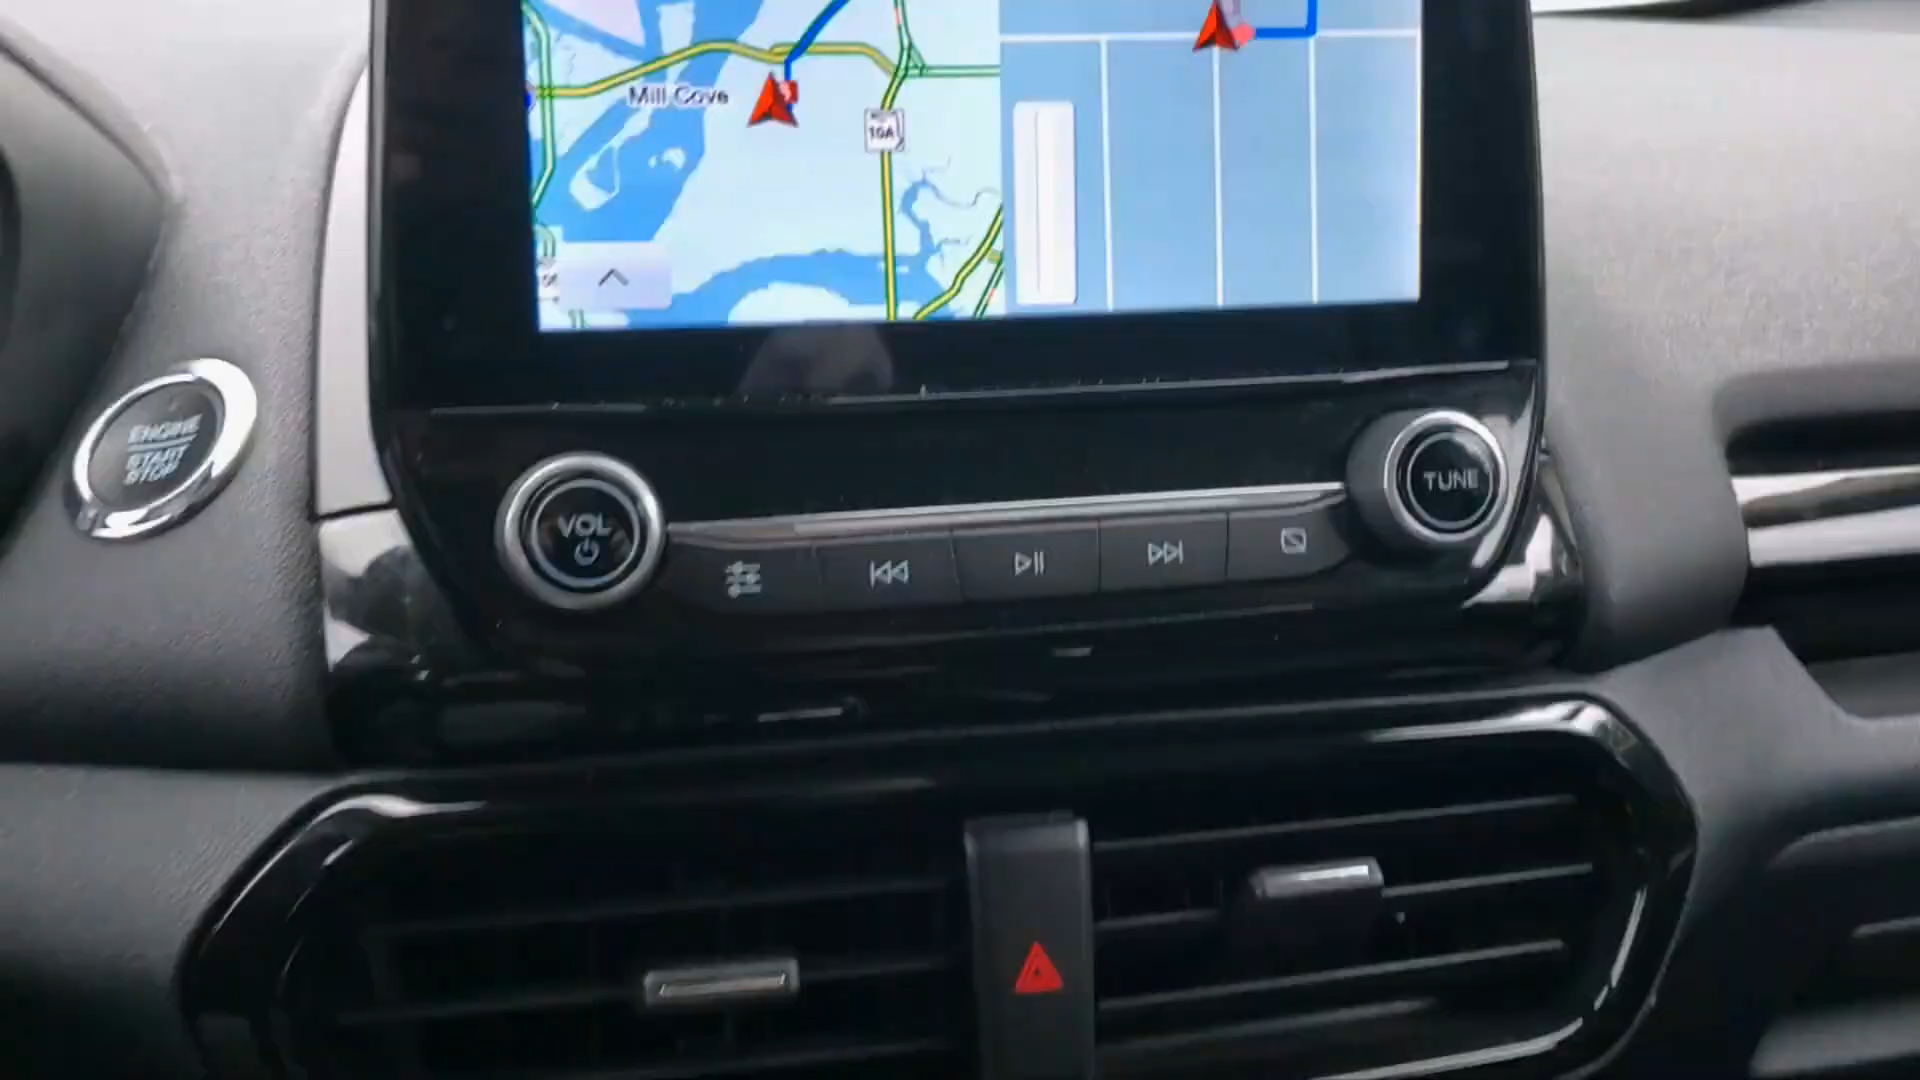 Mill Cove
10A
ENGINE
START
STOP
VOL
TUNE